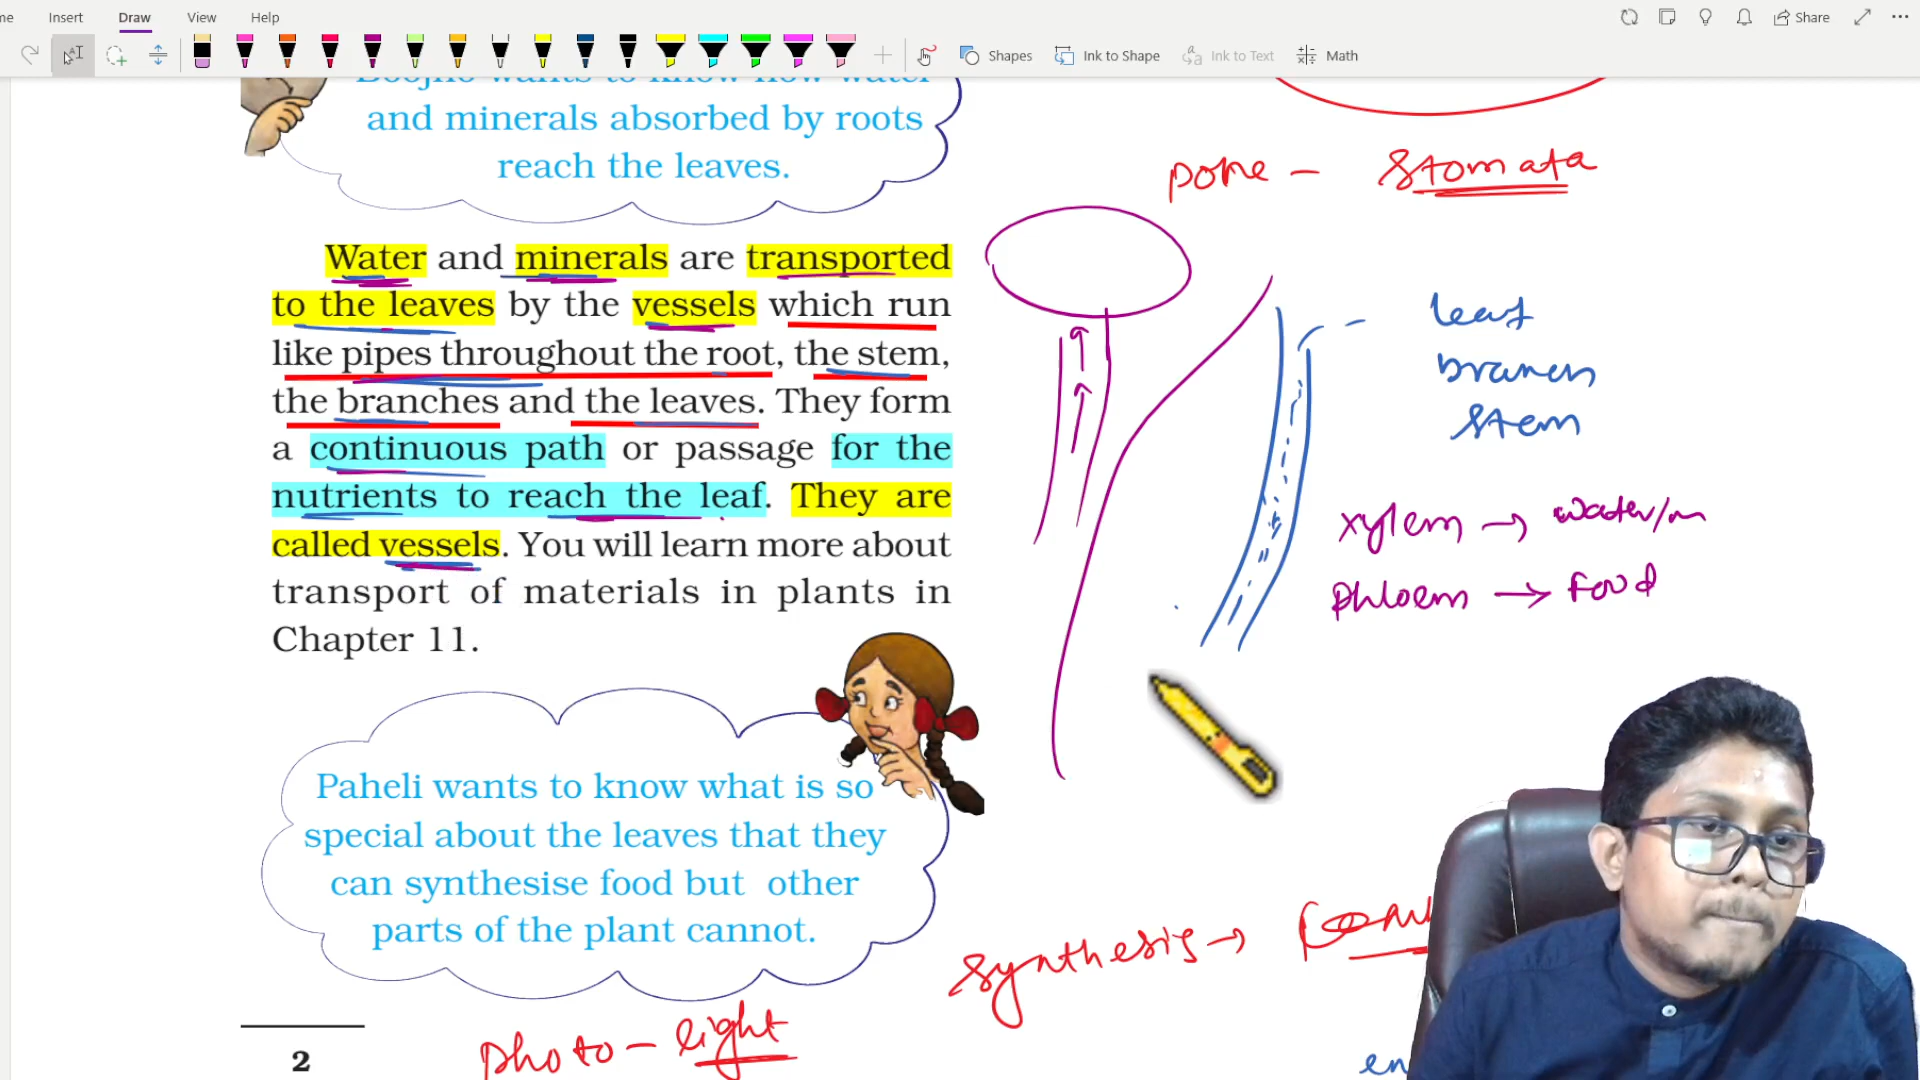 Insert Draw View Help
Share
Shapes Ink to Shape Ink to Text Math
and minerals absorbed by roots
reach the leaves.
Water and minerals are transported
to the leaves by the vessels which run
like pipes throughout the root, the stem,
the branches and the leaves. They form
a continuous path or passage for the
nutrients to reach the leaf. They are
called vessels. You will learn more about
transport of materials in plants in
Chapter 11.
Paheli wants to know what is so
special about the leaves that they
can synthesise food but other
parts of the plant cannot.
2
pore - stomata
leaf
branch
stem
xylem → water/m
phloem → food
synthesis →
photo - light